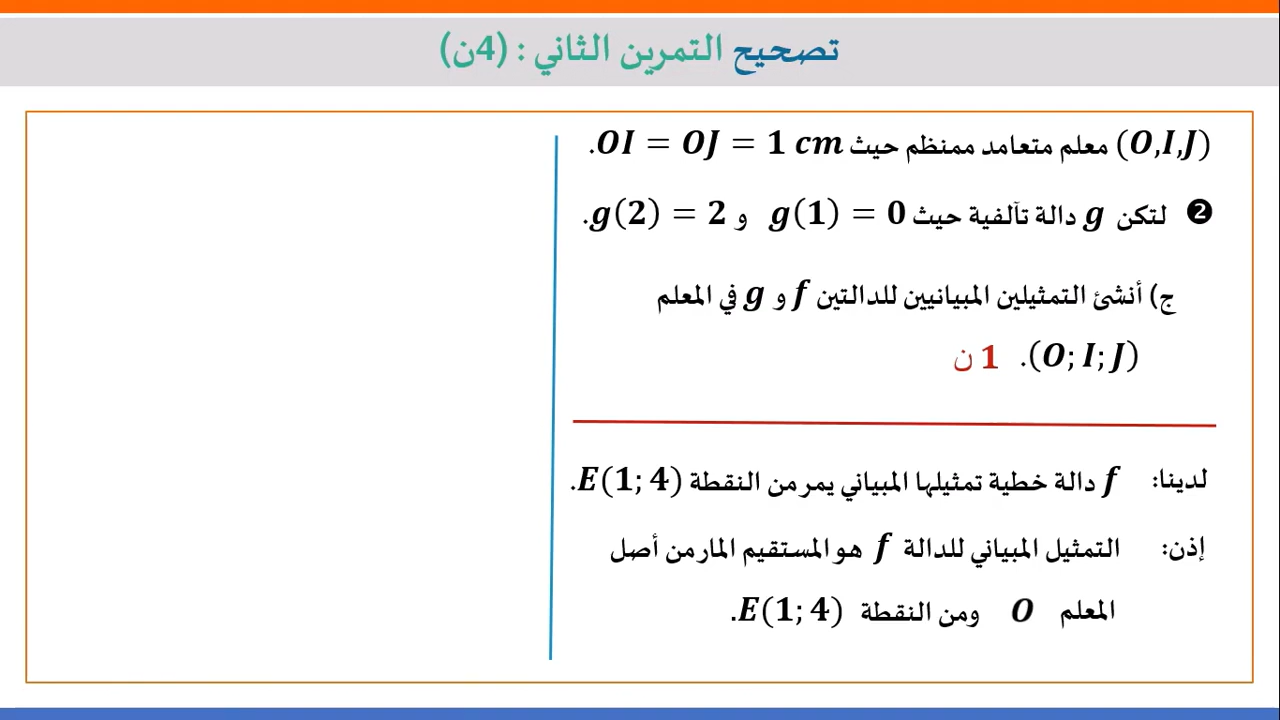 تصحيح التمرين الثاني : (4ن)
(O,I,J) معلم متعامد ممنظم حيث OI = OJ = 1 cm.
❷ لتكن g دالة تآلفية حيث g(1) = 0 و g(2) = 2.
ج) أنشئ التمثيلين المبيانيين للدالتين f و g في المعلم
(O; I; J). 1 ن
لدينا: f دالة خطية تمثيلها المبياني يمر من النقطة E(1; 4).
إذن: التمثيل المبياني للدالة f هو المستقيم المار من أصل
المعلم O ومن النقطة E(1; 4).